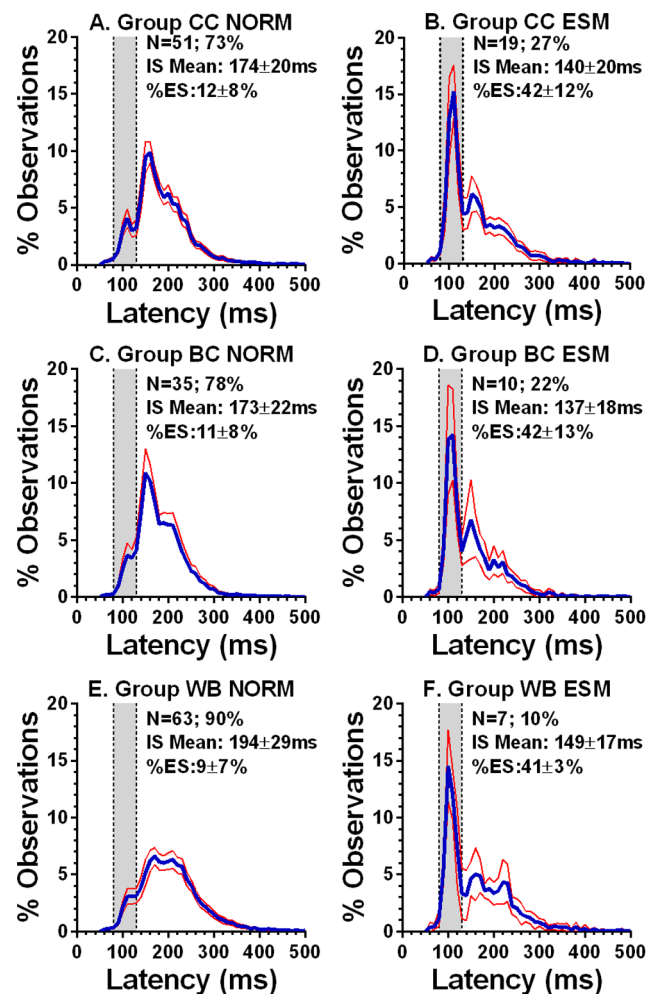 A. Group CC NORM
N=51; 73%
IS Mean: 174±20ms
%ES:12±8%
% Observations
20
15
10
5
0
0 100 200 300 400 500
Latency (ms)
B. Group CC ESM
N=19; 27%
IS Mean: 140±20ms
%ES:42±12%
% Observations
20
15
10
5
0
0 100 200 300 400 500
Latency (ms)
C. Group BC NORM
N=35; 78%
IS Mean: 173±22ms
%ES:11±8%
% Observations
20
15
10
5
0
0 100 200 300 400 500
Latency (ms)
D. Group BC ESM
N=10; 22%
IS Mean: 137±18ms
%ES:42±13%
% Observations
20
15
10
5
0
0 100 200 300 400 500
Latency (ms)
E. Group WB NORM
N=63; 90%
IS Mean: 194±29ms
%ES:9±7%
% Observations
20
15
10
5
0
0 100 200 300 400 500
Latency (ms)
F. Group WB ESM
N=7; 10%
IS Mean: 149±17ms
%ES:41±3%
% Observations
20
15
10
5
0
0 100 200 300 400 500
Latency (ms)